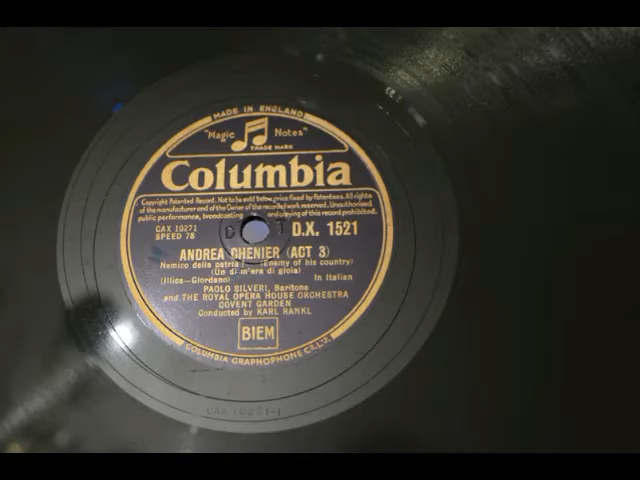 MADE IN ENGLAND
"Magic Notes"
TRADE MARK
Columbia
Copyright Patented Record. Not to be sold below price fixed by Patentees. All rights
of the manufacturer and of the Owner of the recorded work reserved. Unauthorised
public performance, broadcasting and copying of this record prohibited.
CAX 10271
SPEED 78
D.X. 1521
ANDREA CHENIER (ACT 3)
Nemico della patria? (Enemy of his country)
(Un di m'era di gioia)
(Illica-Giordano) In Italian
PAOLO SILVERI, Baritone
and THE ROYAL OPERA HOUSE ORCHESTRA
COVENT GARDEN
Conducted by KARL RANKL
BIEM
COLUMBIA GRAPHOPHONE CO. LTD.
CAX 10271-1